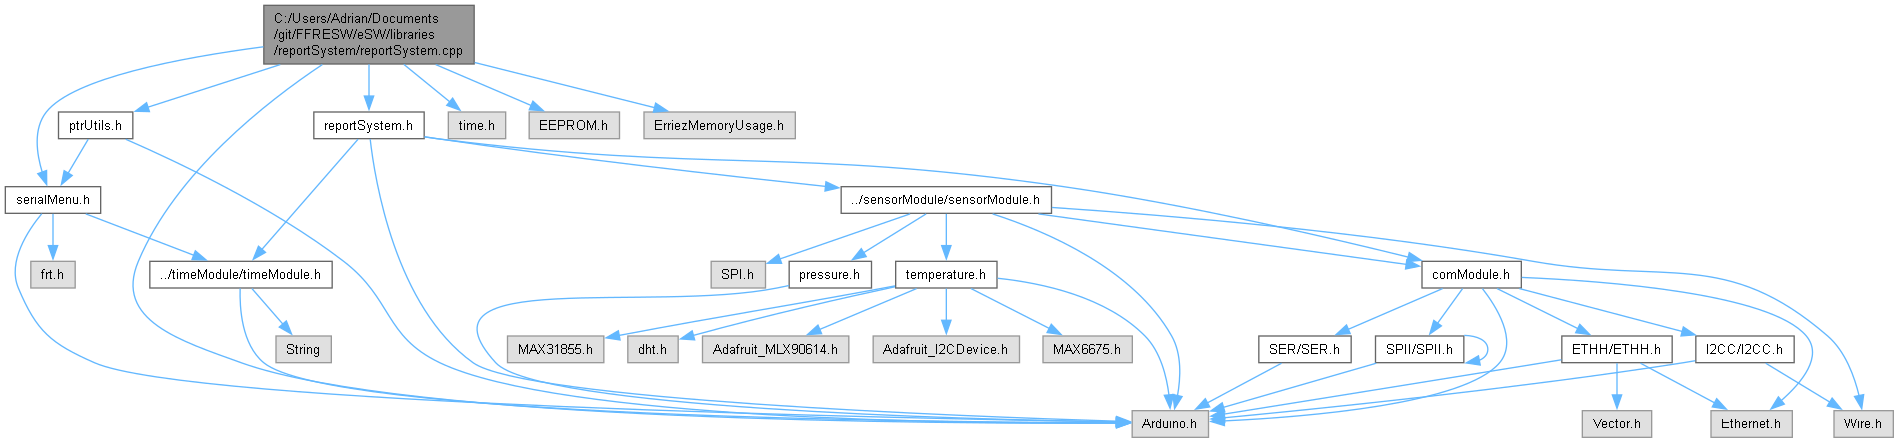 C:/Users/Adrian/Documents
/git/FFRESW/eSW/libraries
/reportSystem/reportSystem.cpp
ptrUtils.h
reportSystem.h
time.h
EEPROM.h
ErriezMemoryUsage.h
serialMenu.h
../sensorModule/sensorModule.h
frt.h
../timeModule/timeModule.h
SPI.h
pressure.h
temperature.h
comModule.h
String
MAX31855.h
dht.h
Adafruit_MLX90614.h
Adafruit_I2CDevice.h
MAX6675.h
SER/SER.h
SPII/SPII.h
ETHH/ETHH.h
I2CC/I2CC.h
Arduino.h
Vector.h
Ethernet.h
Wire.h